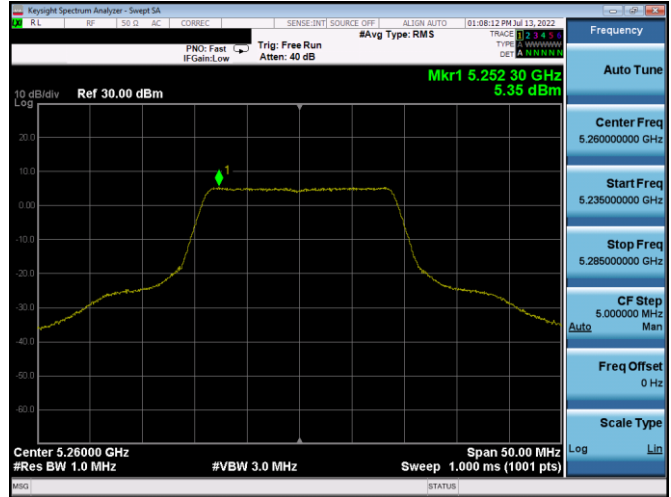 Keysight Spectrum Analyzer - Swept SA
RL RF 50 Ω AC CORREC SENSE:INT SOURCE OFF ALIGN AUTO 01:08:12 PM Jul 13, 2022
#Avg Type: RMS
TRACE 1 2 3 4 5 6
TYPE A WWWWW
DET A N N N N N
PNO: Fast
IFGain:Low
Trig: Free Run
Atten: 40 dB
Mkr1 5.252 30 GHz
5.35 dBm
10 dB/div
Log
Ref 30.00 dBm
20.0
10.0
0.00
-10.0
-20.0
-30.0
-40.0
-50.0
-60.0
1
Center 5.26000 GHz
Span 50.00 MHz
#Res BW 1.0 MHz
#VBW 3.0 MHz
Sweep 1.000 ms (1001 pts)
MSG
STATUS
Frequency
Auto Tune
Center Freq
5.260000000 GHz
Start Freq
5.235000000 GHz
Stop Freq
5.285000000 GHz
CF Step
5.000000 MHz
Auto Man
Freq Offset
0 Hz
Scale Type
Log Lin